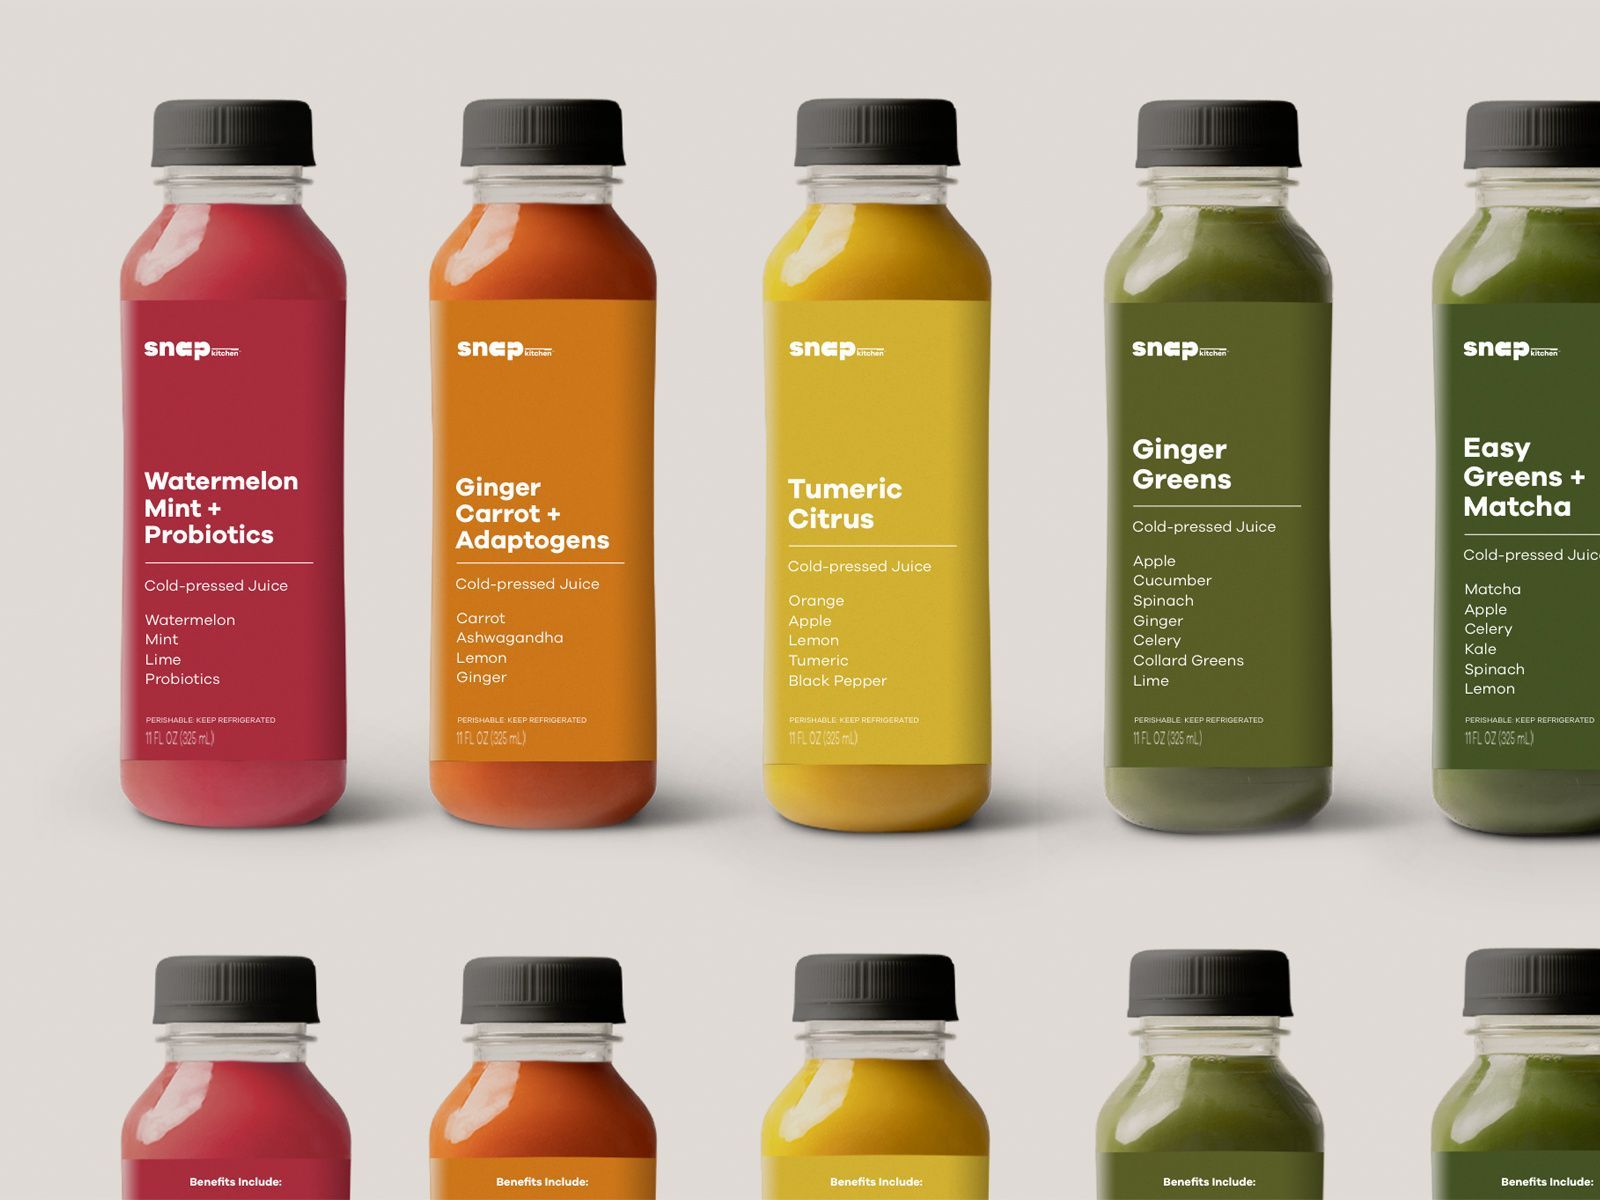 snap kitchen
Watermelon
Mint +
Probiotics
Cold-pressed Juice
Watermelon
Mint
Lime
Probiotics
PERISHABLE: KEEP REFRIGERATED
11 FL OZ (325 mL)
snap kitchen
Ginger
Carrot +
Adaptogens
Cold-pressed Juice
Carrot
Ashwagandha
Lemon
Ginger
PERISHABLE: KEEP REFRIGERATED
11 FL OZ (325 mL)
snap kitchen
Tumeric
Citrus
Cold-pressed Juice
Orange
Apple
Lemon
Tumeric
Black Pepper
PERISHABLE: KEEP REFRIGERATED
11 FL OZ (325 mL)
snap kitchen
Ginger
Greens
Cold-pressed Juice
Apple
Cucumber
Spinach
Ginger
Celery
Collard Greens
Lime
PERISHABLE: KEEP REFRIGERATED
11 FL OZ (325 mL)
snap kitchen
Easy
Greens +
Matcha
Cold-pressed Juic
Matcha
Apple
Celery
Kale
Spinach
Lemon
PERISHABLE: KEEP REFRIGERATED
11 FL OZ (325 mL)
Benefits Include:
Benefits Include:
Benefits Include:
Benefits Include:
Benefits Include: